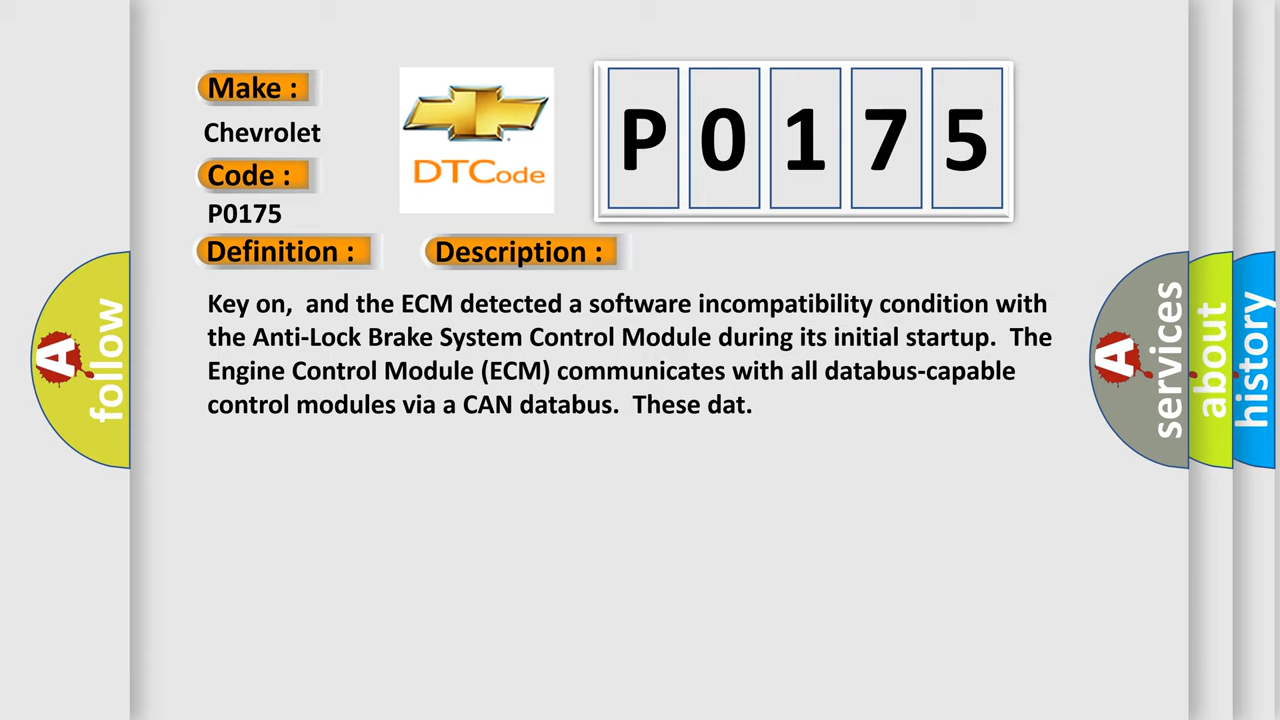 Make :
Chevrolet
Code :
P0175
Definition :
Description :
DTCode
P 0 1 7 5
Key on,  and the ECM detected a software incompatibility condition with
the Anti-Lock Brake System Control Module during its initial startup  The
Engine Control Module (ECM) communicates with all databus-capable
control modules via a CAN databus  These dat.
A follow
A services
about
history